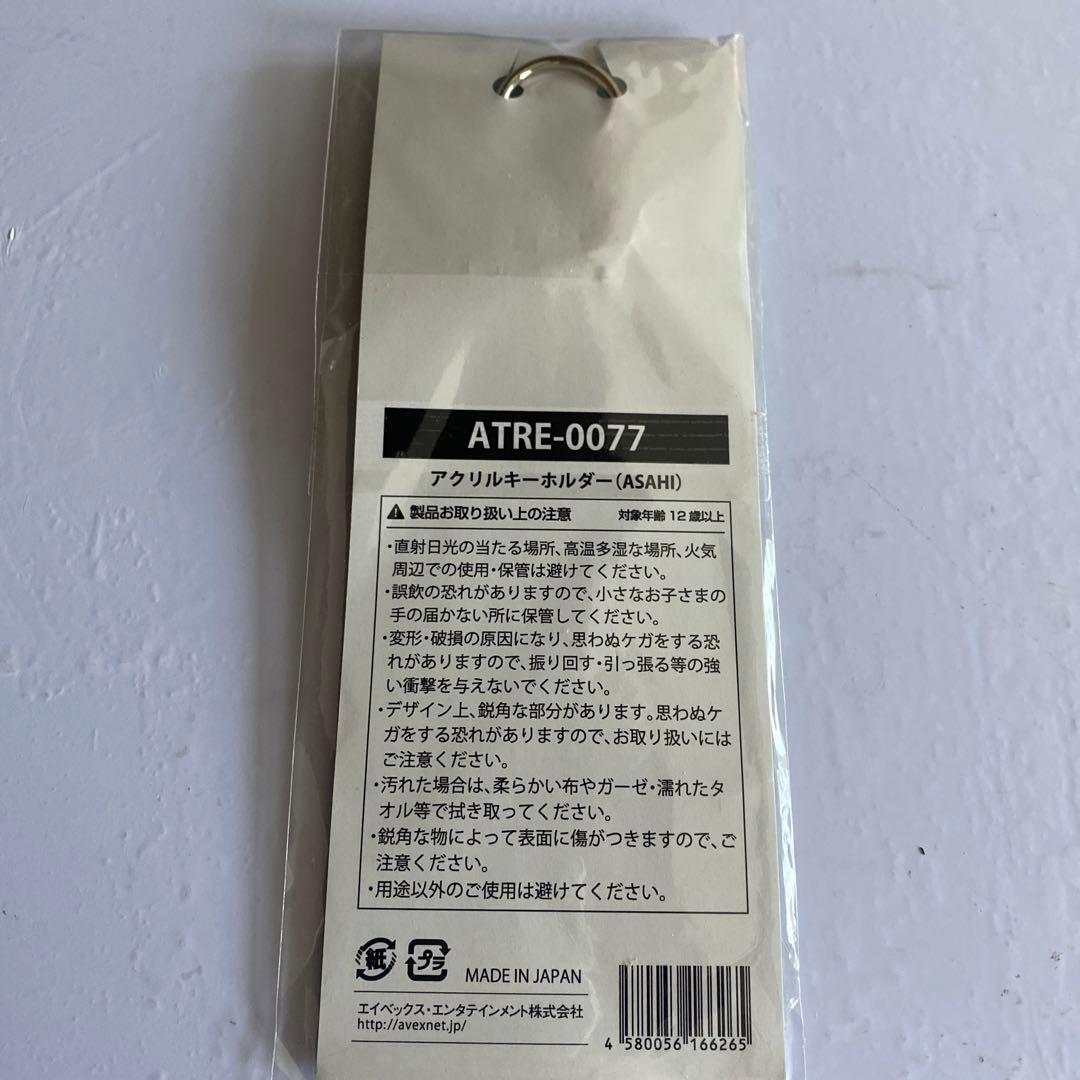 ATRE-0077
アクリルキーホルダー（ASAHI）
製品お取り扱い上の注意 対象年齢 12 歳以上
・直射日光の当たる場所、高温多湿な場所、火気
周辺での使用・保管は避けてください。
・誤飲の恐れがありますので、小さなお子さまの
手の届かない所に保管してください。
・変形・破損の原因になり、思わぬケガをする恐
れがありますので、振り回す・引っ張る等の強
い衝撃を与えないでください。
・デザイン上、鋭角な部分があります。思わぬケ
ガをする恐れがありますので、お取り扱いには
ご注意ください。
・汚れた場合は、柔らかい布やガーゼ・濡れたタ
オル等で拭き取ってください。
・鋭角な物によって表面に傷がつきますので、ご
注意ください。
・用途以外のご使用は避けてください。
紙 プラ MADE IN JAPAN
エイベックス・エンタテインメント株式会社
http://avexnet.jp/
4 580056 166265